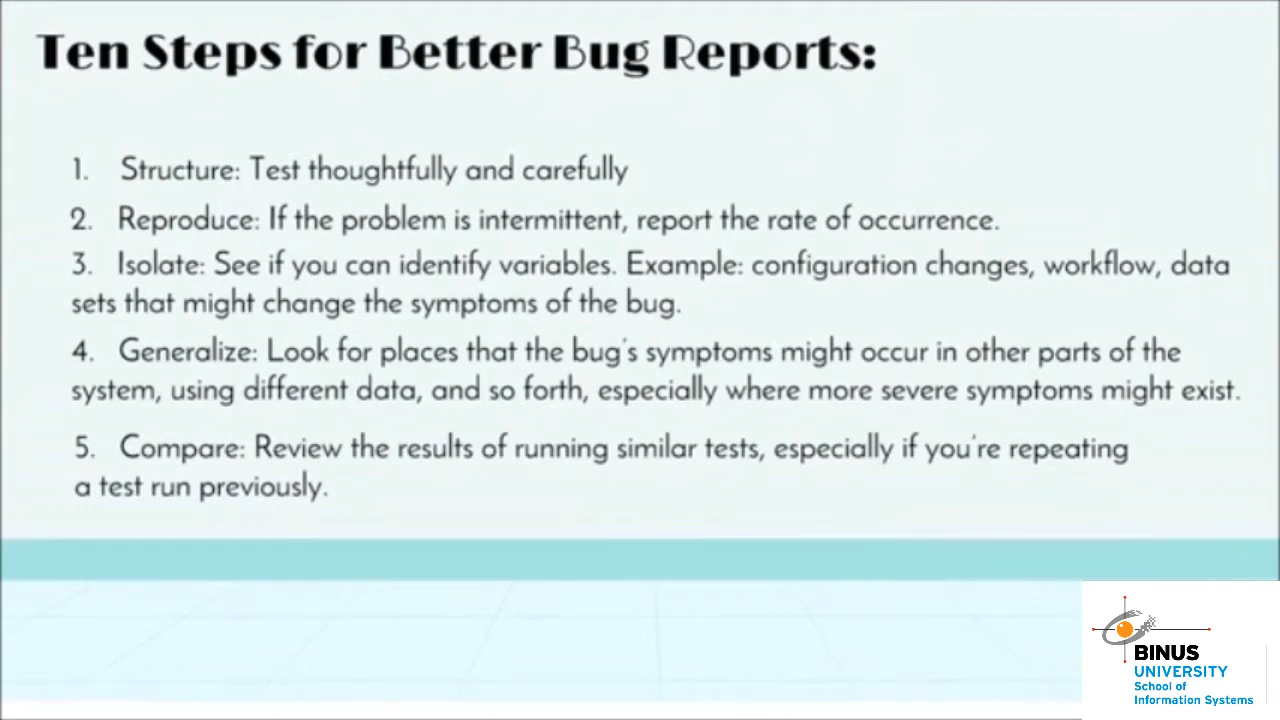 Ten Steps for Better Bug Reports:
1. Structure: Test thoughtfully and carefully
2. Reproduce: If the problem is intermittent, report the rate of occurrence.
3. Isolate: See if you can identify variables. Example: configuration changes, workflow, data
sets that might change the symptoms of the bug.
4. Generalize: Look for places that the bug's symptoms might occur in other parts of the
system, using different data, and so forth, especially where more severe symptoms might exist.
5. Compare: Review the results of running similar tests, especially if you're repeating
a test run previously.
BINUS
UNIVERSITY
School of
Information Systems